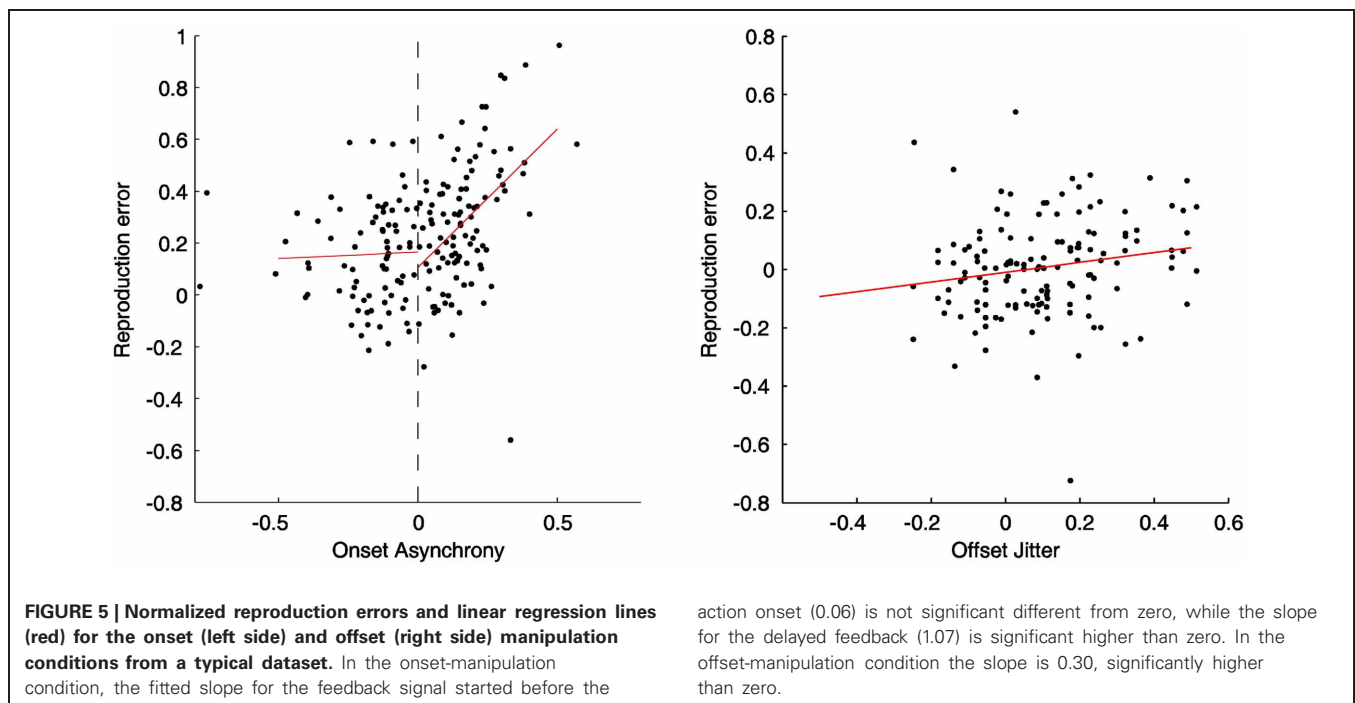 1
0.8
0.6
0.4
0.2
0
-0.2
-0.4
-0.6
-0.8
Reproduction error
-0.5 0 0.5
Onset Asynchrony
0.8
0.6
0.4
0.2
0
-0.2
-0.4
-0.6
-0.8
Reproduction error
-0.4 -0.2 0 0.2 0.4 0.6
Offset Jitter
FIGURE 5 | Normalized reproduction errors and linear regression lines
(red) for the onset (left side) and offset (right side) manipulation
conditions from a typical dataset. In the onset-manipulation
condition, the fitted slope for the feedback signal started before the
action onset (0.06) is not significant different from zero, while the slope
for the delayed feedback (1.07) is significant higher than zero. In the
offset-manipulation condition the slope is 0.30, significantly higher
than zero.